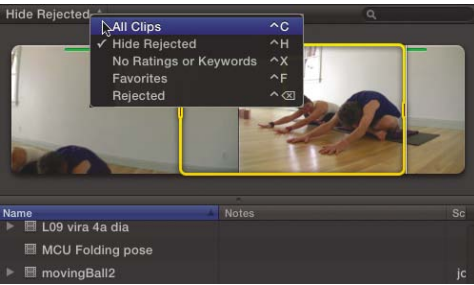 Hide Rejected
All Clips ^C
✓ Hide Rejected ^H
No Ratings or Keywords ^X
Favorites ^F
Rejected ^⌫
Name Notes Sc
L09 vira 4a dia
MCU Folding pose
movingBall2 jc